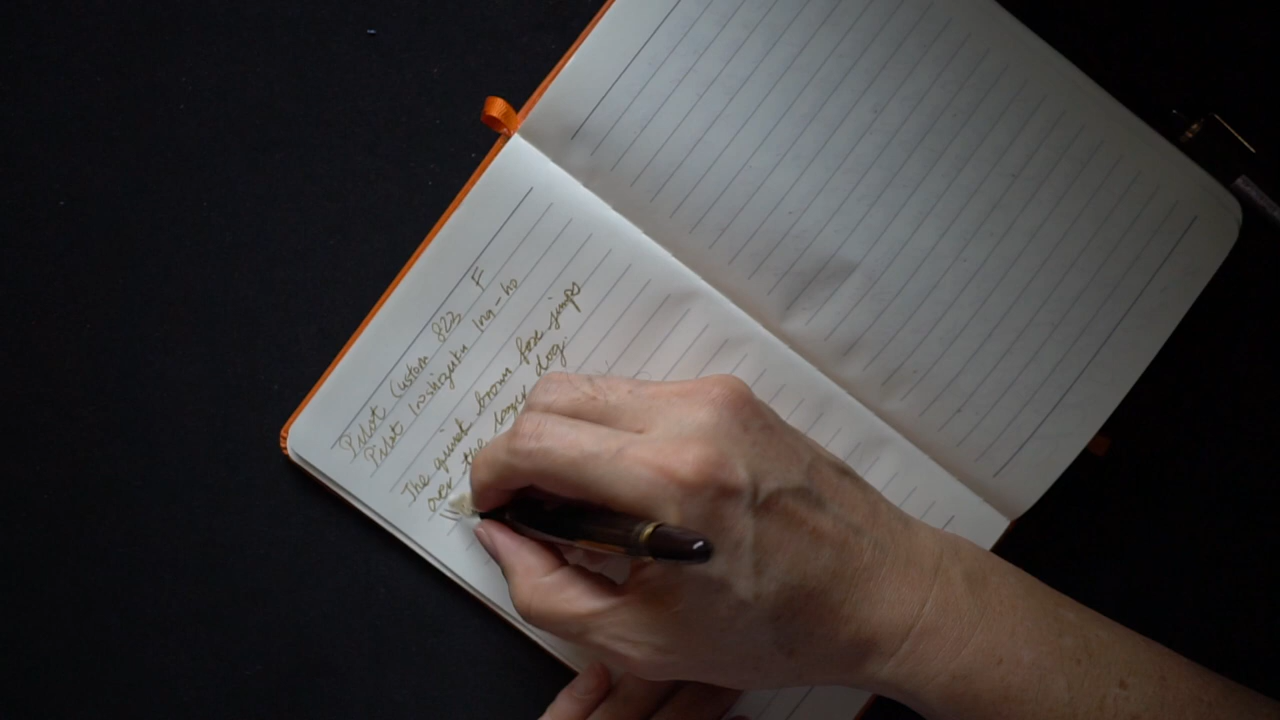 Pilot Custom 823 F
Pilot Iroshizuku Ina-ho
The quick brown fox jumps
over the lazy dog.